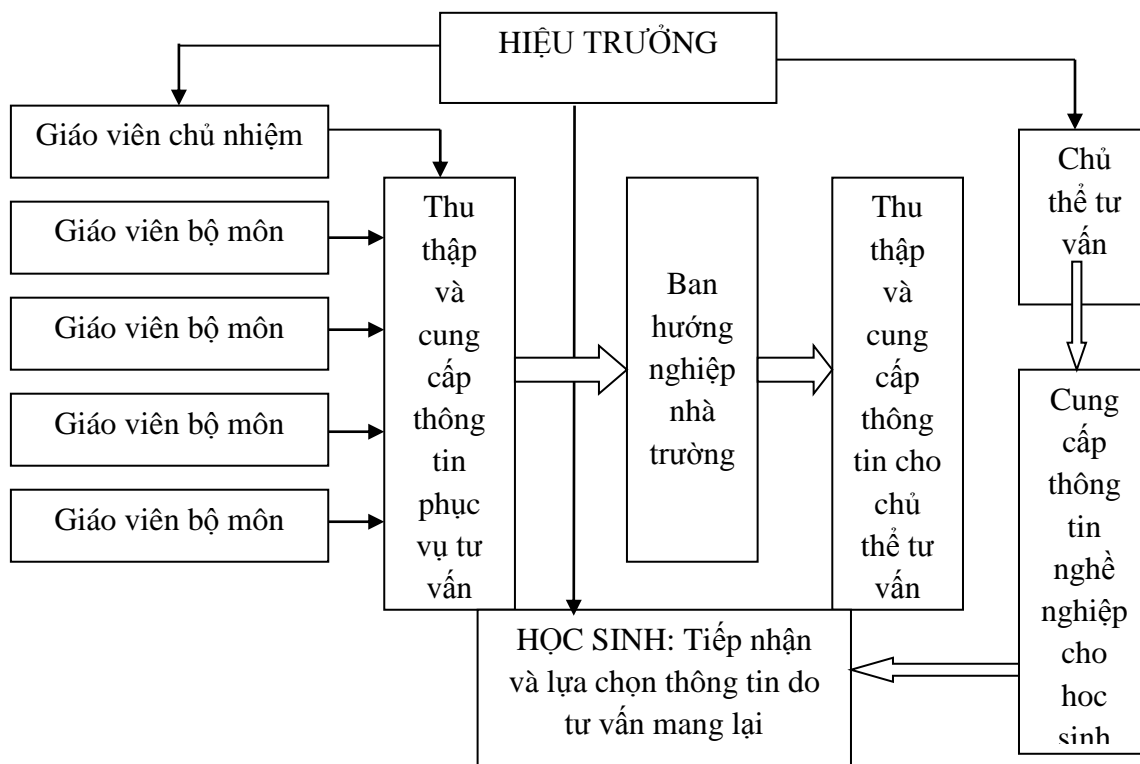 HIỆU TRƯỞNG
Giáo viên chủ nhiệm
Giáo viên bộ môn
Giáo viên bộ môn
Giáo viên bộ môn
Giáo viên bộ môn
Thu
thập
và
cung
cấp
thông
tin
phục
vụ tư
vấn
Ban
hướng
nghiệp
nhà
trường
Thu
thập
và
cung
cấp
thông
tin cho
chủ
thể tư
vấn
Chủ
thể tư
vấn
Cung
cấp
thông
tin
nghề
nghiệp
cho
hoc
sinh
HỌC SINH: Tiếp nhận
và lựa chọn thông tin do
tư vấn mang lại